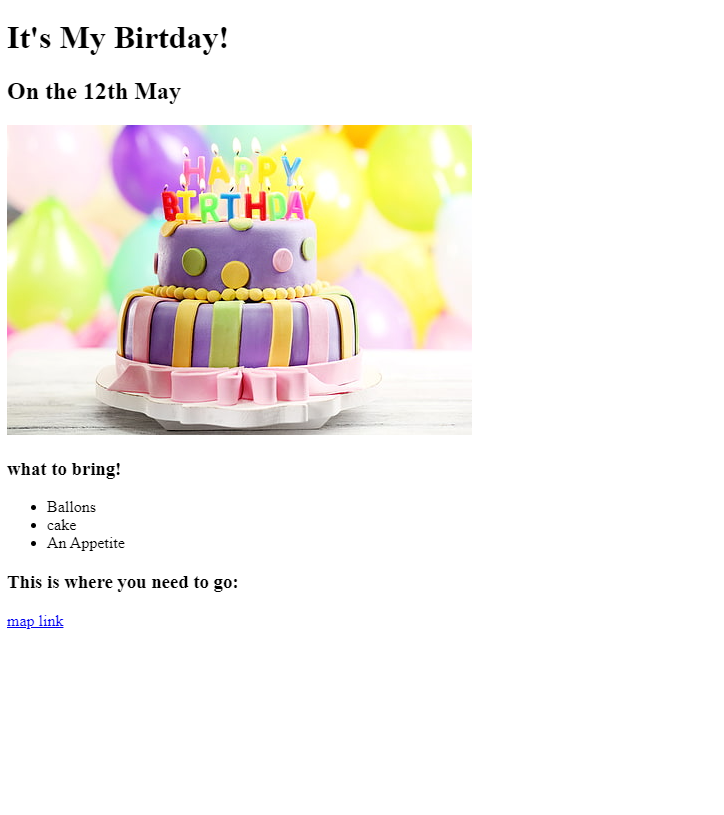 It's My Birtday!
On the 12th May
HAPPY
BIRTHDAY
what to bring!
Ballons
cake
An Appetite
This is where you need to go:
map link